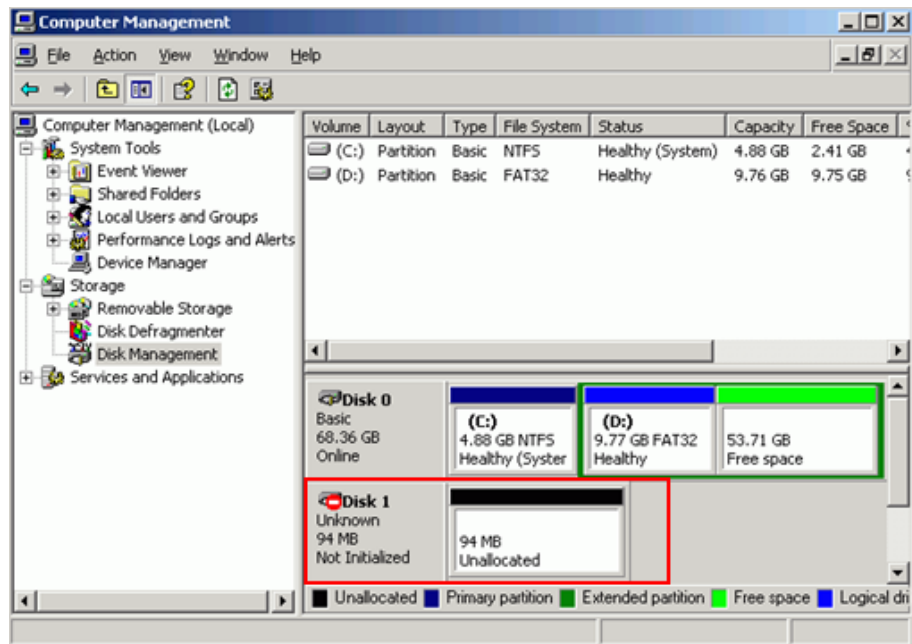 Computer Management
File Action View Window Help
Computer Management (Local)
System Tools
Event Viewer
Shared Folders
Local Users and Groups
Performance Logs and Alerts
Device Manager
Storage
Removable Storage
Disk Defragmenter
Disk Management
Services and Applications
Volume Layout Type File System Status Capacity Free Space
(C:) Partition Basic NTFS Healthy (System) 4.88 GB 2.41 GB
(D:) Partition Basic FAT32 Healthy 9.76 GB 9.75 GB
Disk 0
Basic
68.36 GB
Online
(C:)
4.88 GB NTFS
Healthy (Syster
(D:)
9.77 GB FAT32
Healthy
53.71 GB
Free space
Disk 1
Unknown
94 MB
Not Initialized
94 MB
Unallocated
Unallocated Primary partition Extended partition Free space Logical dri